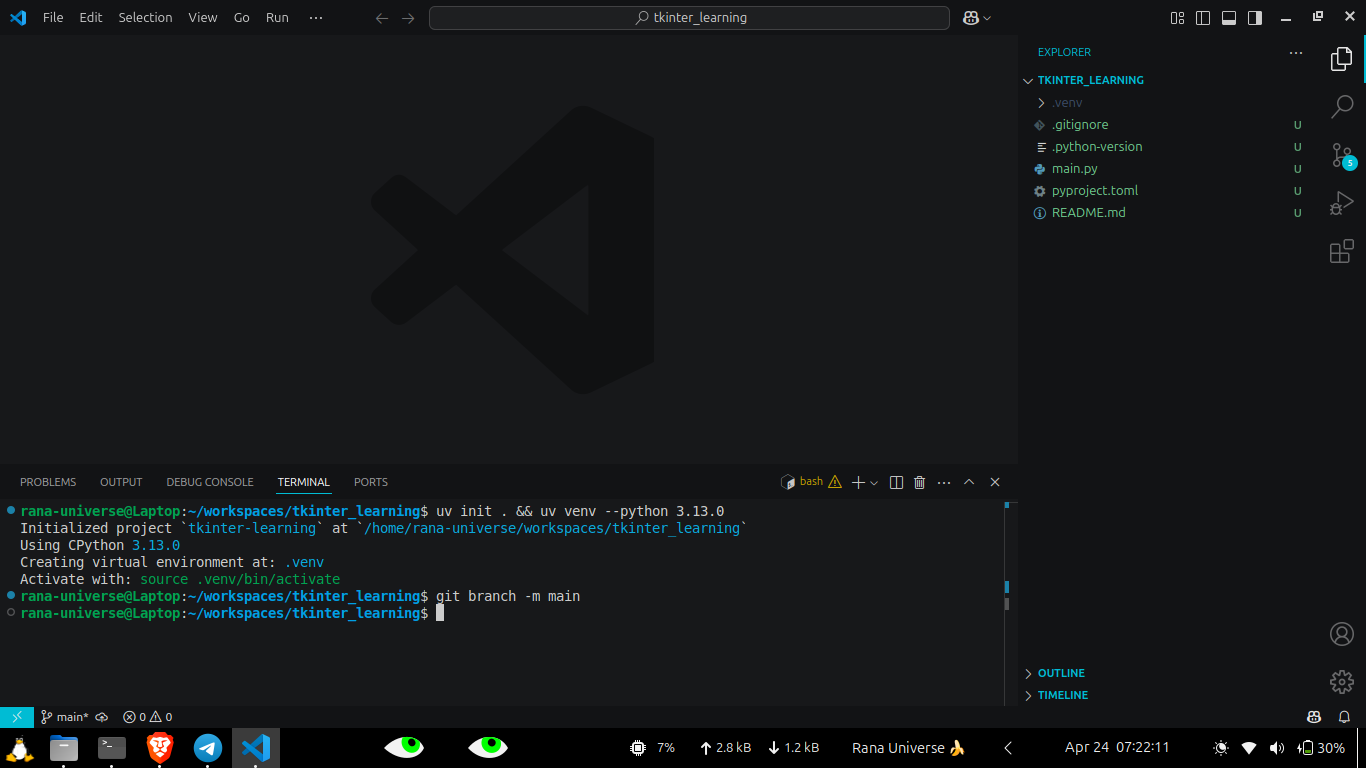 File Edit Selection View Go Run ···
tkinter_learning
EXPLORER
TKINTER_LEARNING
.venv
.gitignore U
.python-version U
main.py U
pyproject.toml U
README.md U
5
PROBLEMS OUTPUT DEBUG CONSOLE TERMINAL PORTS
bash
rana-universe@Laptop:~/workspaces/tkinter_learning$ uv init . && uv venv --python 3.13.0
Initialized project `tkinter-learning` at `/home/rana-universe/workspaces/tkinter_learning`
Using CPython 3.13.0
Creating virtual environment at: .venv
Activate with: source .venv/bin/activate
rana-universe@Laptop:~/workspaces/tkinter_learning$ git branch -m main
rana-universe@Laptop:~/workspaces/tkinter_learning$
OUTLINE
TIMELINE
main* 0 0
7% 2.8 kB 1.2 kB Rana Universe 🍌 Apr 24 07:22:11 30%